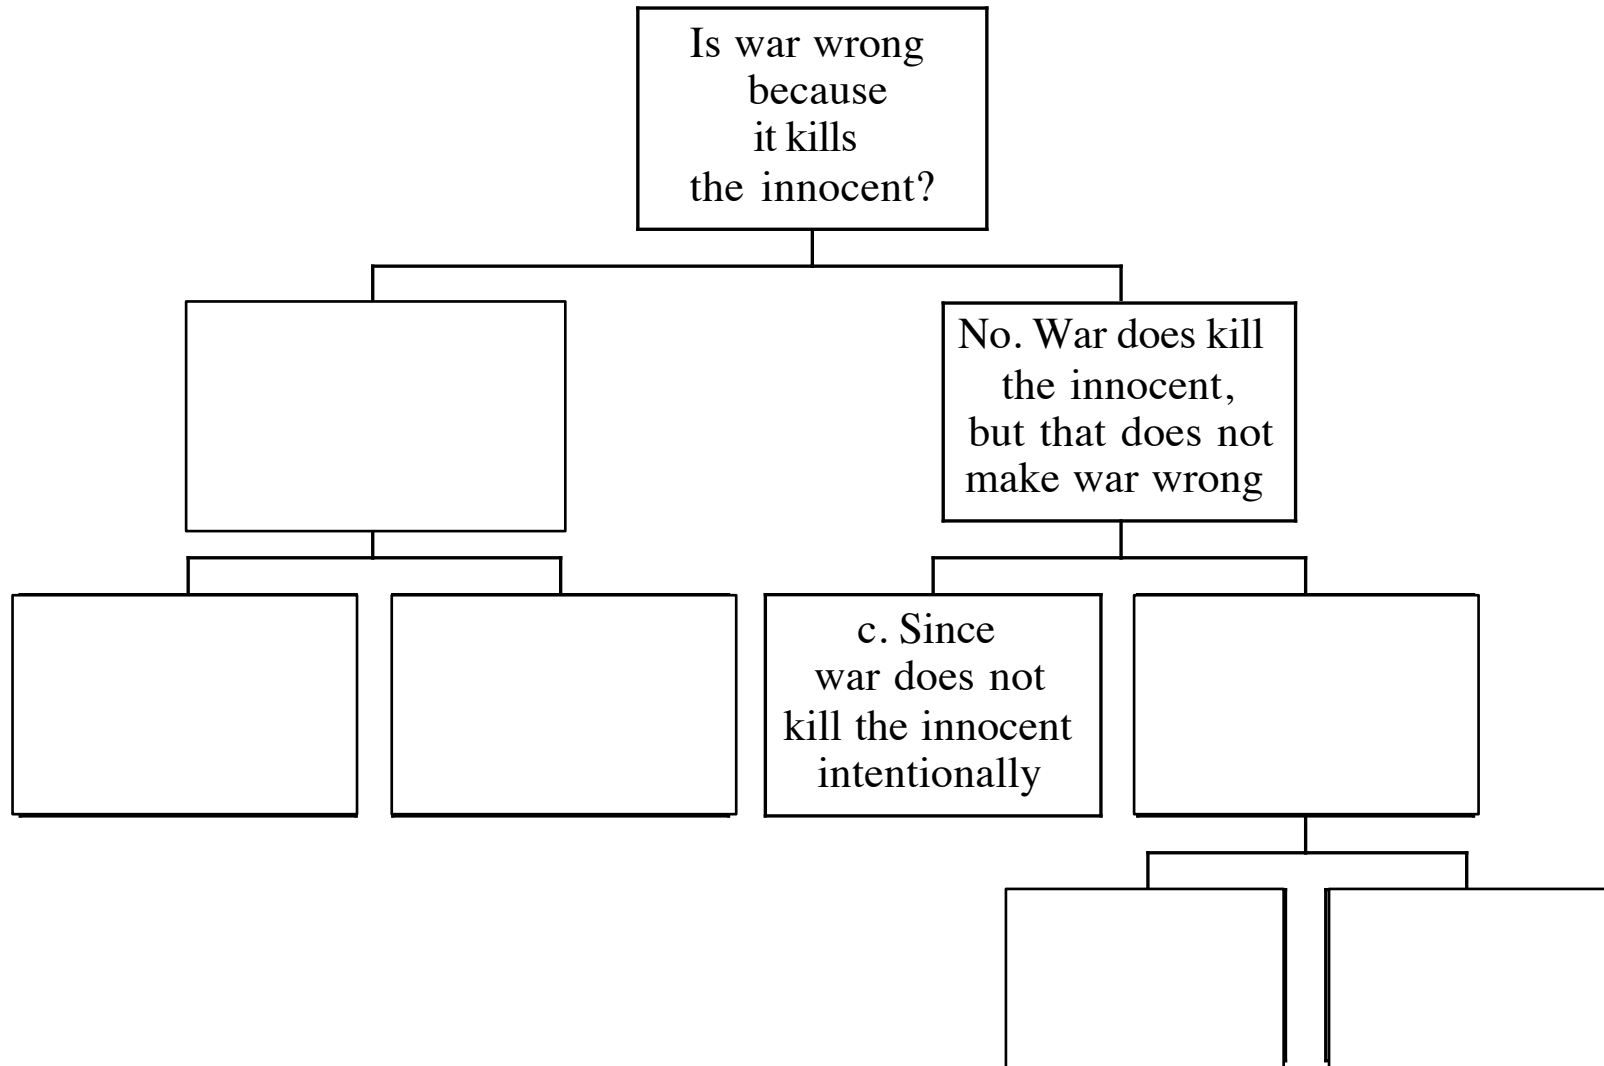 Is war wrong
because
it kills
the innocent?
No. War does kill
the innocent,
but that does not
make war wrong
c. Since
war does not
kill the innocent
intentionally